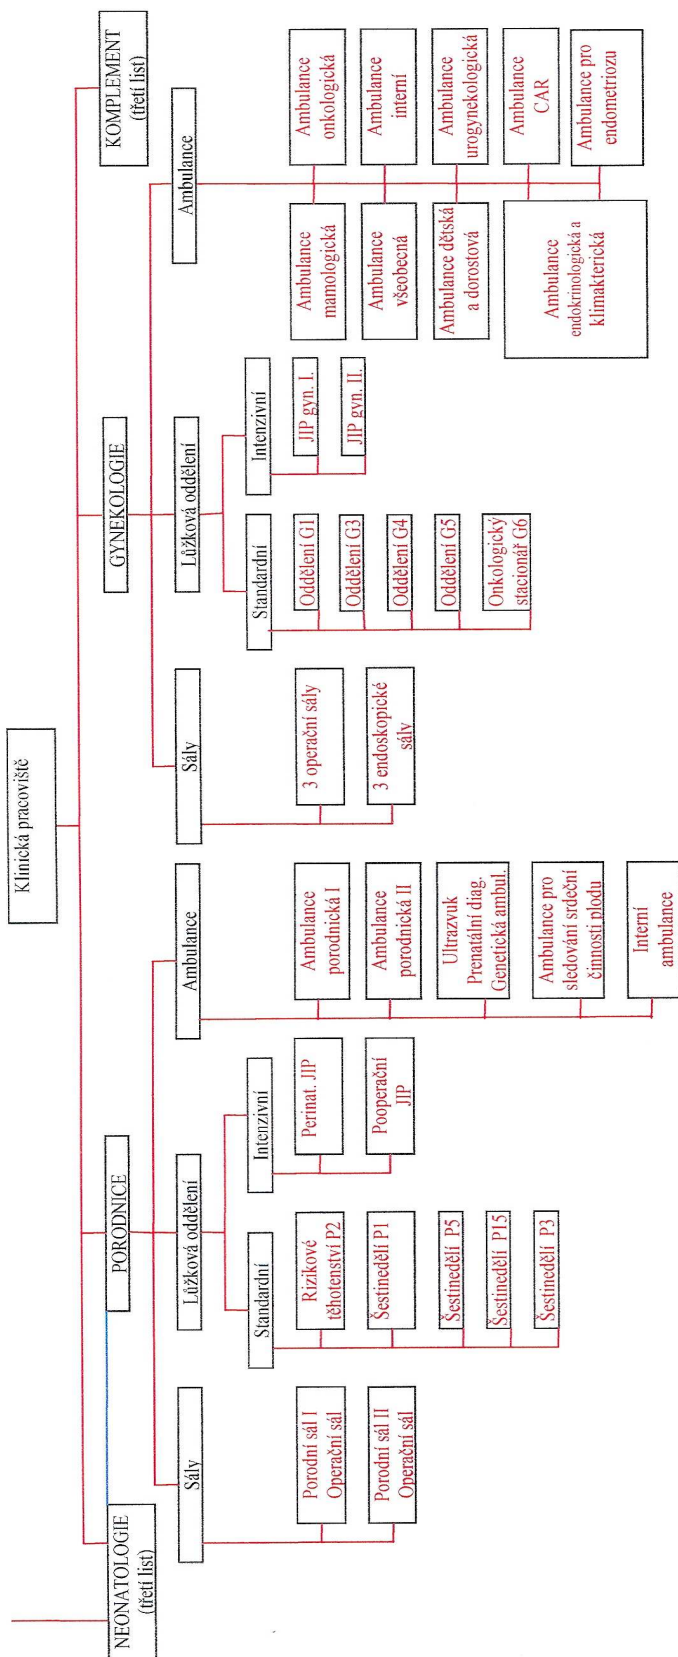 Klinická pracoviště
NEONATOLOGIE
(třetí list)
PORODNICE
GYNEKOLOGIE
KOMPLEMENT
(třetí list)
Sály
Lůžková oddělení
Ambulance
Sály
Lůžková oddělení
Ambulance
Standardní
Intenzivní
Standardní
Intenzivní
Porodní sál I
Operační sál
Porodní sál II
Operační sál
Rizikové
těhotenství P2
Šestinedělí P1
Šestinedělí P5
Šestinedělí P15
Šestinedělí P3
Perinat. JIP
Pooperační
JIP
Ambulance
porodnická I
Ambulance
porodnická II
Ultrazvuk
Prenatální diag.
Genetická ambul.
Ambulance pro
sledování srdeční
činnosti plodu
Interní
ambulance
3 operační sály
3 endoskopické
sály
Oddělení G1
Oddělení G3
Oddělení G4
Oddělení G5
Onkologický
stacionář G6
JIP gyn. I.
JIP gyn. II.
Ambulance
mamologická
Ambulance
všeobecná
Ambulance dětská
a dorostová
Ambulance
endokrinologická a
klimakterická
Ambulance
onkologická
Ambulance
interní
Ambulance
urogynekologická
Ambulance
CAR
Ambulance pro
endometriozu